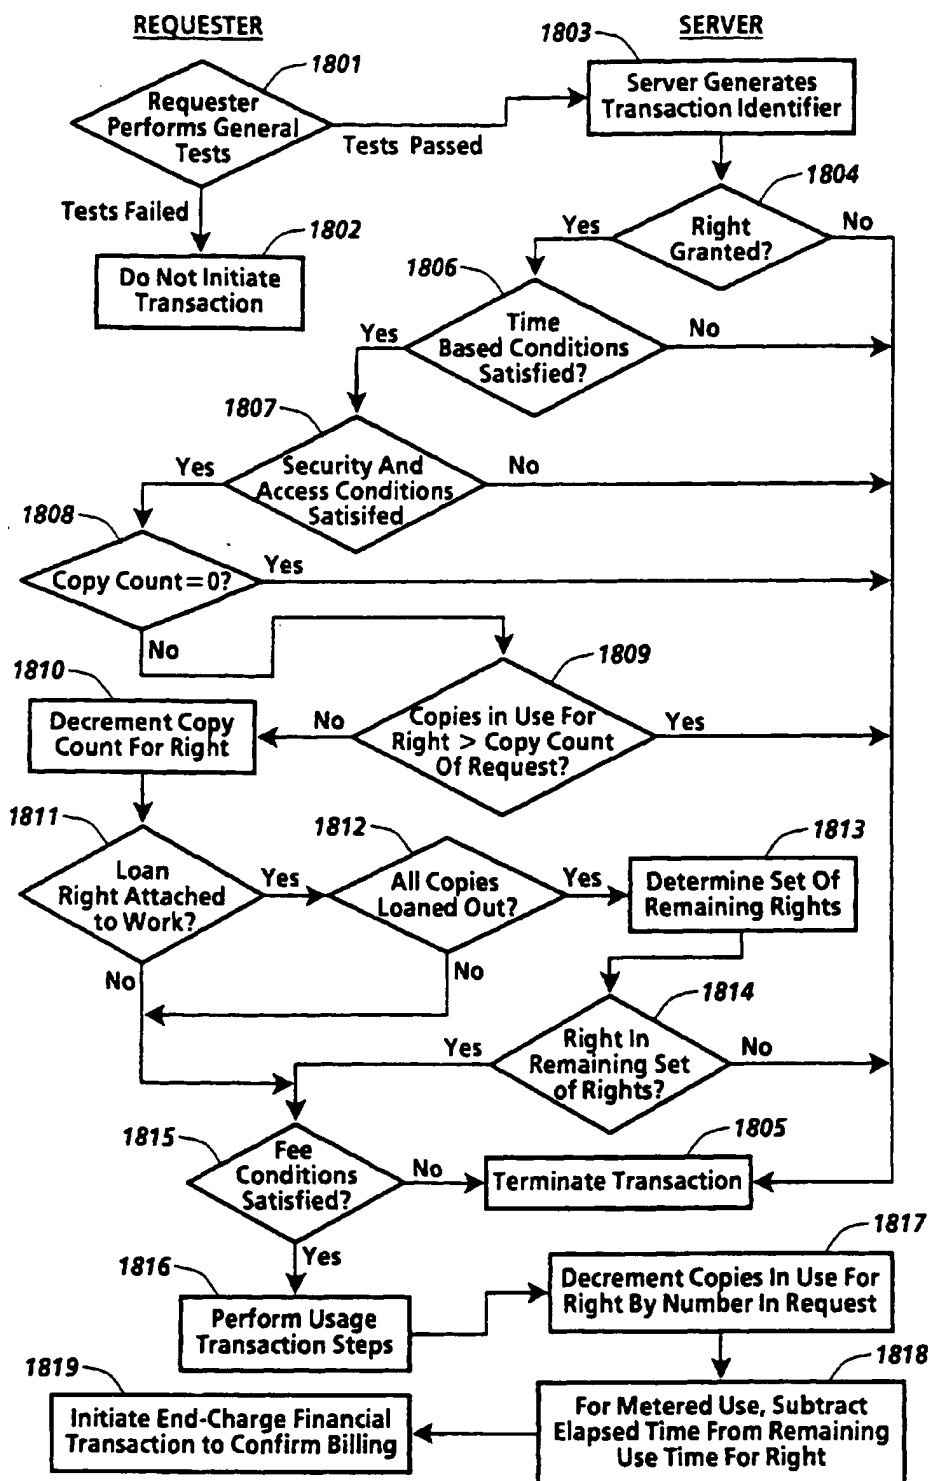 REQUESTER
SERVER
1801
Requester
Performs General
Tests
Tests Passed
Tests Failed
1802
Do Not Initiate
Transaction
1803
Server Generates
Transaction Identifier
1804
Right
Granted?
Yes
No
1806
Time
Based Conditions
Satisfied?
Yes
No
1807
Security And
Access Conditions
Satisifed
Yes
No
1808
Copy Count=0?
Yes
No
1809
Copies in Use For
Right > Copy Count
Of Request?
No
Yes
1810
Decrement Copy
Count For Right
1811
Loan
Right Attached
to Work?
Yes
No
1812
All Copies
Loaned Out?
Yes
No
1813
Determine Set Of
Remaining Rights
1814
Right In
Remaining Set
of Rights?
Yes
No
1815
Fee
Conditions
Satisfied?
No
Yes
1805
Terminate Transaction
1816
Perform Usage
Transaction Steps
1817
Decrement Copies In Use For
Right By Number In Request
1818
For Metered Use, Subtract
Elapsed Time From Remaining
Use Time For Right
1819
Initiate End-Charge Financial
Transaction to Confirm Billing